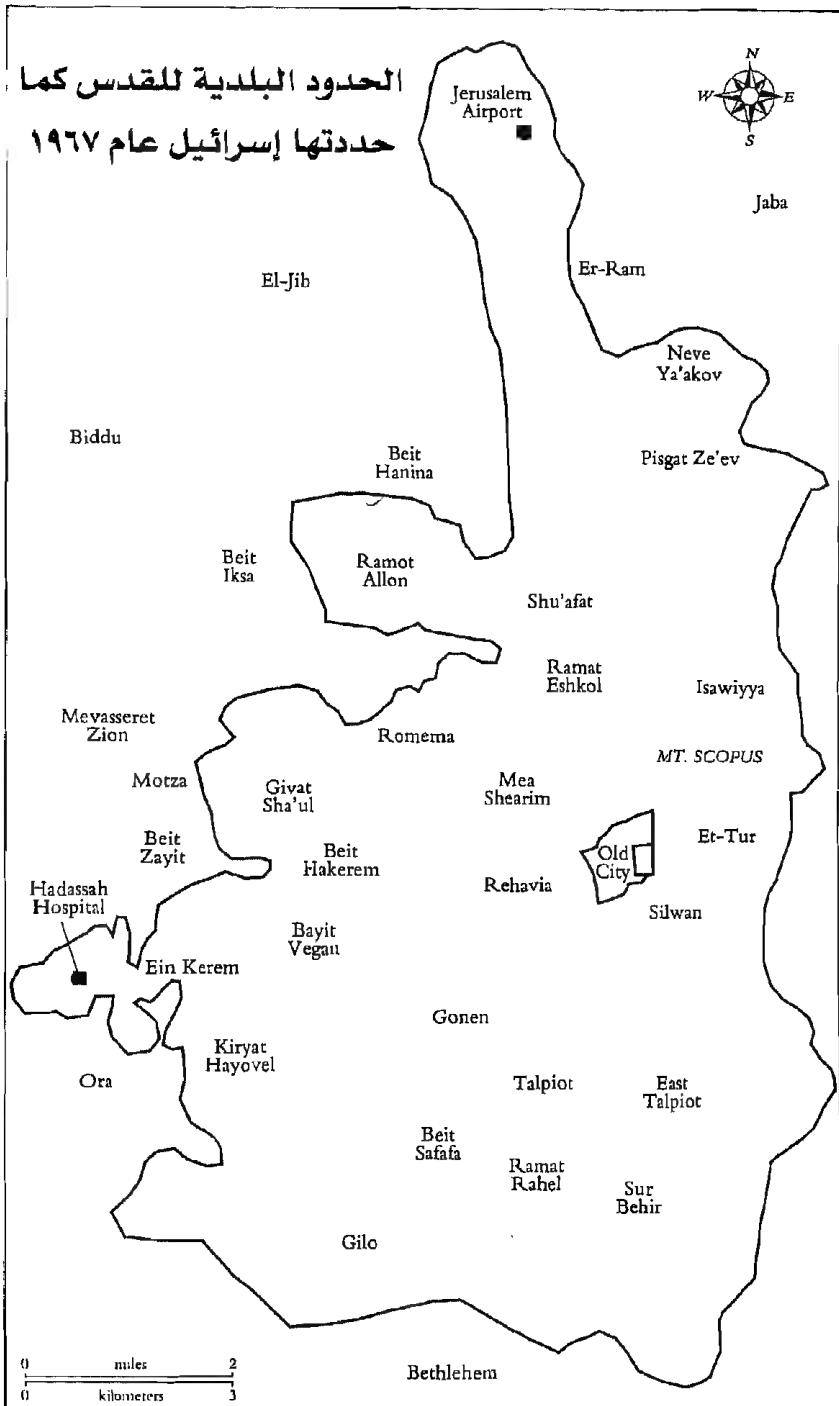 الحدود البلدية للقدس كما
حددتها إسرائيل عام ١٩٦٧
N
W
E
S
Jerusalem
Airport
Jaba
Er-Ram
El-Jib
Neve
Ya'akov
Biddu
Pisgat Ze'ev
Beit
Hanina
Beit
Iksa
Ramot
Allon
Shu'afat
Ramat
Eshkol
Isawiyya
Mevasseret
Zion
Romema
MT. SCOPUS
Motza
Givat
Sha'ul
Mea
Shearim
Beit
Zayit
Beit
Hakerem
Old
City
Et-Tur
Rehavia
Hadassah
Hospital
Silwan
Bayit
Vegan
Ein Kerem
Gonen
Kiryat
Hayovel
Ora
Talpiot
East
Talpiot
Beit
Safafa
Ramat
Rahel
Sur
Behir
Gilo
Bethlehem
0 miles 2
0 kilometers 3